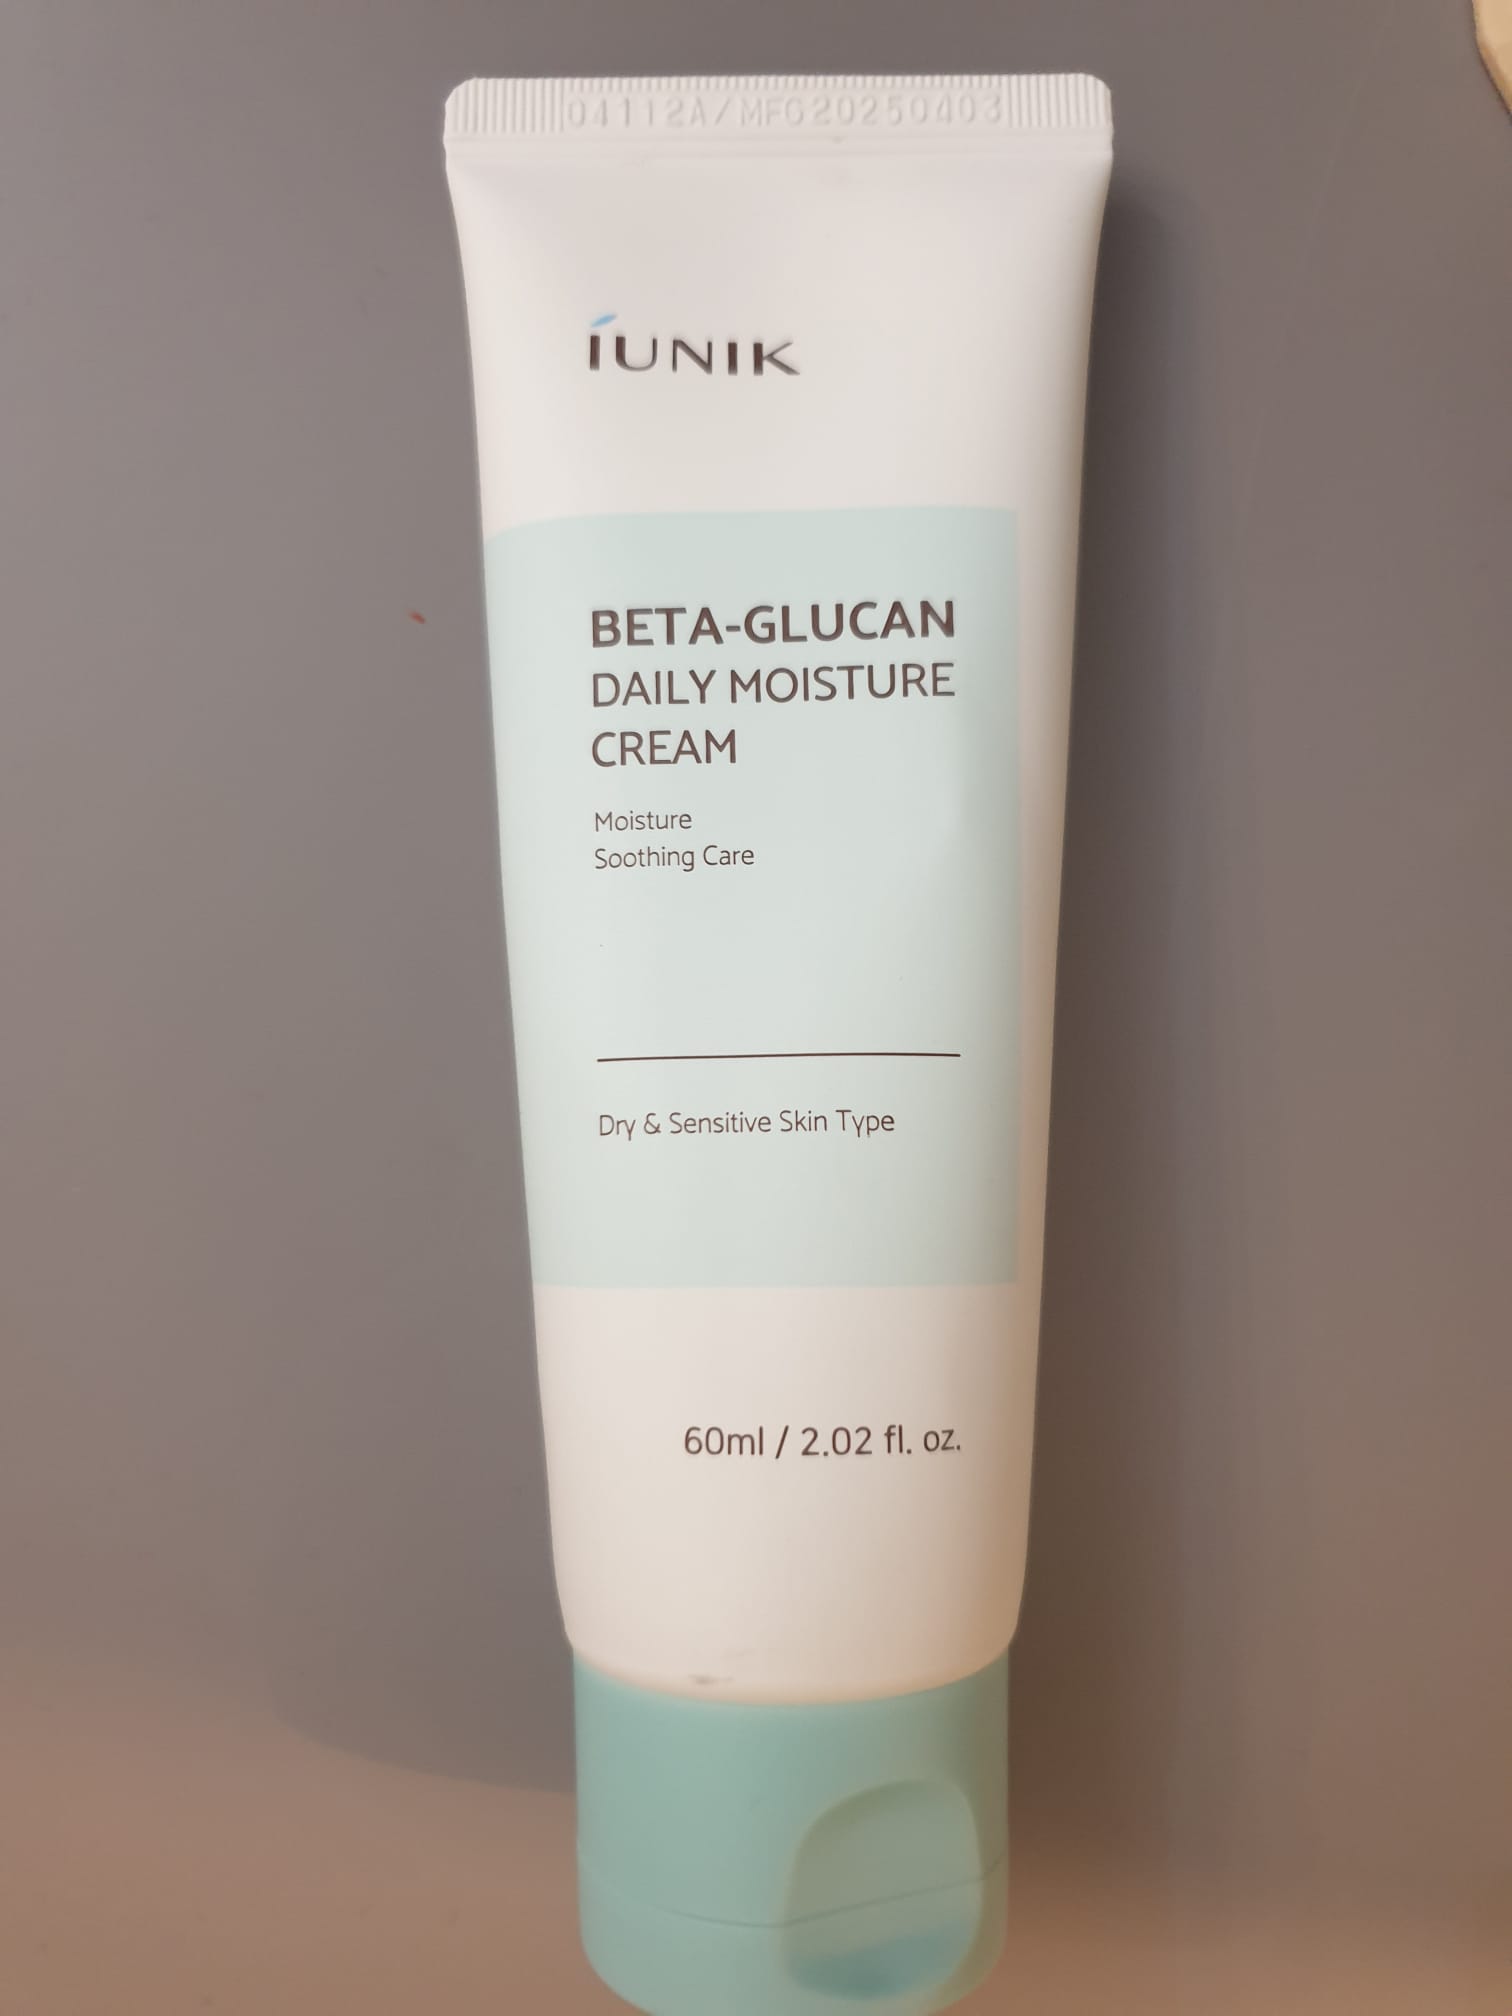 04112A/MFG20250403
íUNIK
BETA-GLUCAN
DAILY MOISTURE
CREAM
Moisture
Soothing Care
Dry & Sensitive Skin Type
60ml / 2.02 fl. oz.